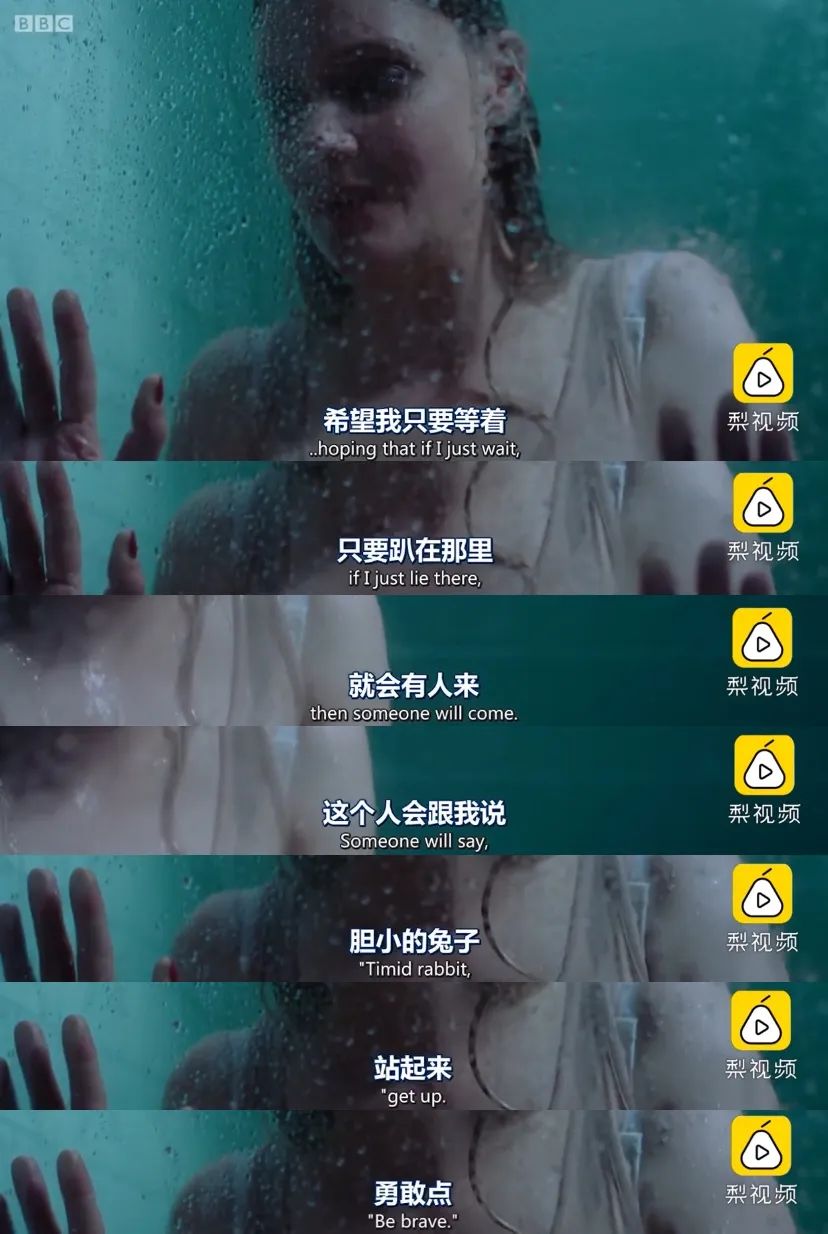 BBC
希望我只要等着
..hoping that if I just wait,
梨视频
只要趴在那里
if I just lie there,
梨视频
就会有人来
then someone will come.
梨视频
这个人会跟我说
Someone will say,
梨视频
胆小的兔子
"Timid rabbit,
梨视频
站起来
"get up.
梨视频
勇敢点
"Be brave."
梨视频